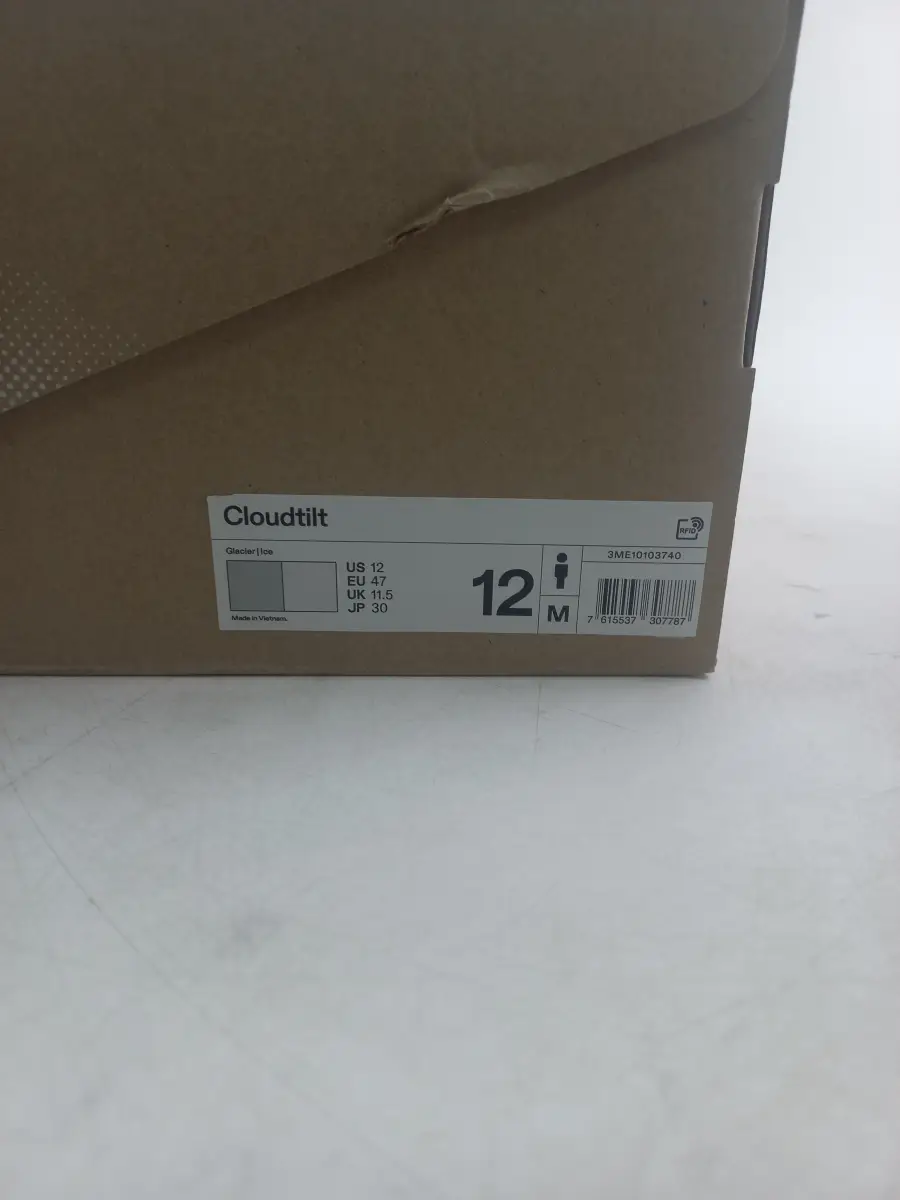 Cloudtilt
RFID
Glacier|Ice
US 12
EU 47
UK 11.5
JP 30
Made in Vietnam.
12
M
3ME10103740
7 615537 307787